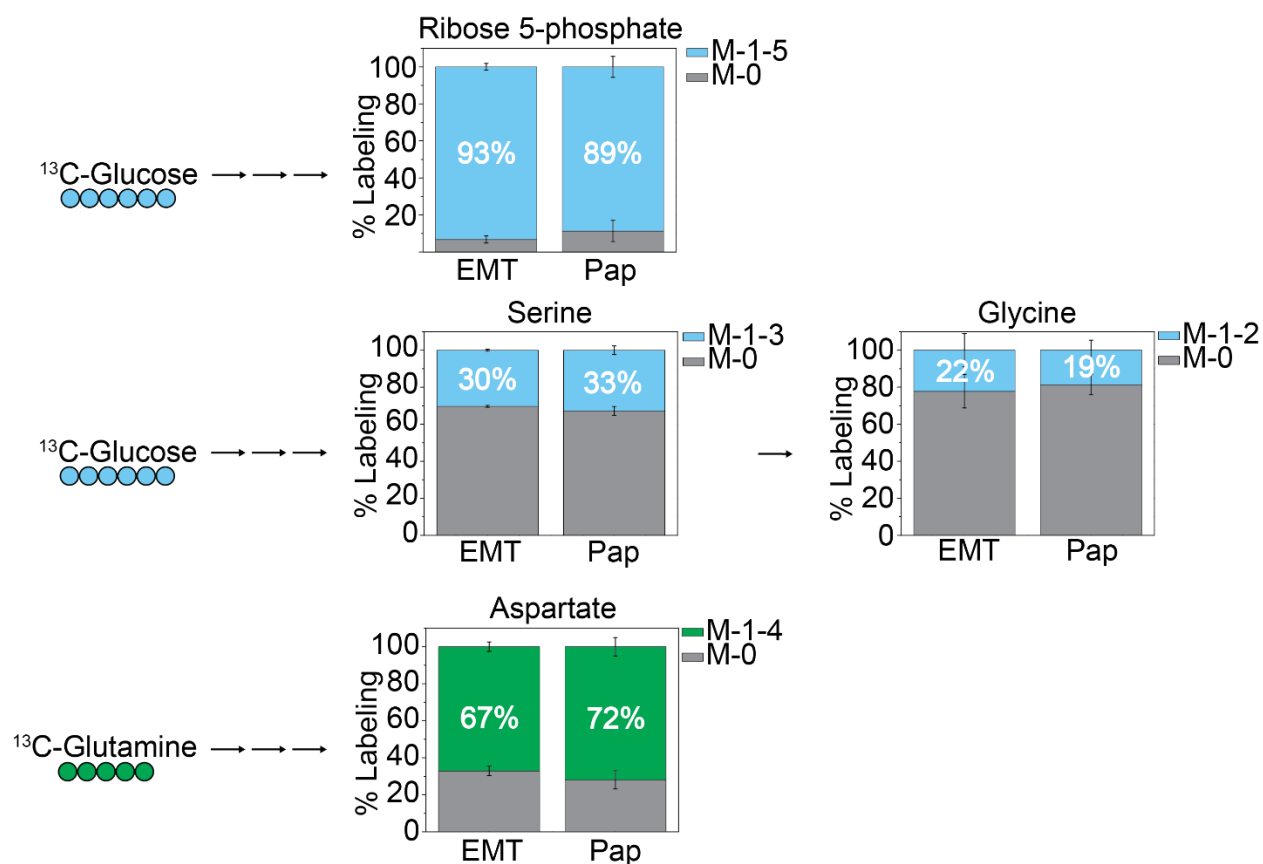 Ribose 5-phosphate
M-1-5
M-0
% Labeling
100
80
60
40
20
93%
89%
EMT Pap
¹³C-Glucose
Serine
M-1-3
M-0
% Labeling
100
80
60
40
20
0
30%
33%
EMT Pap
¹³C-Glucose
Glycine
M-1-2
M-0
% Labeling
100
80
60
40
20
0
22%
19%
EMT Pap
Aspartate
M-1-4
M-0
% Labeling
100
80
60
40
20
0
67%
72%
EMT Pap
¹³C-Glutamine